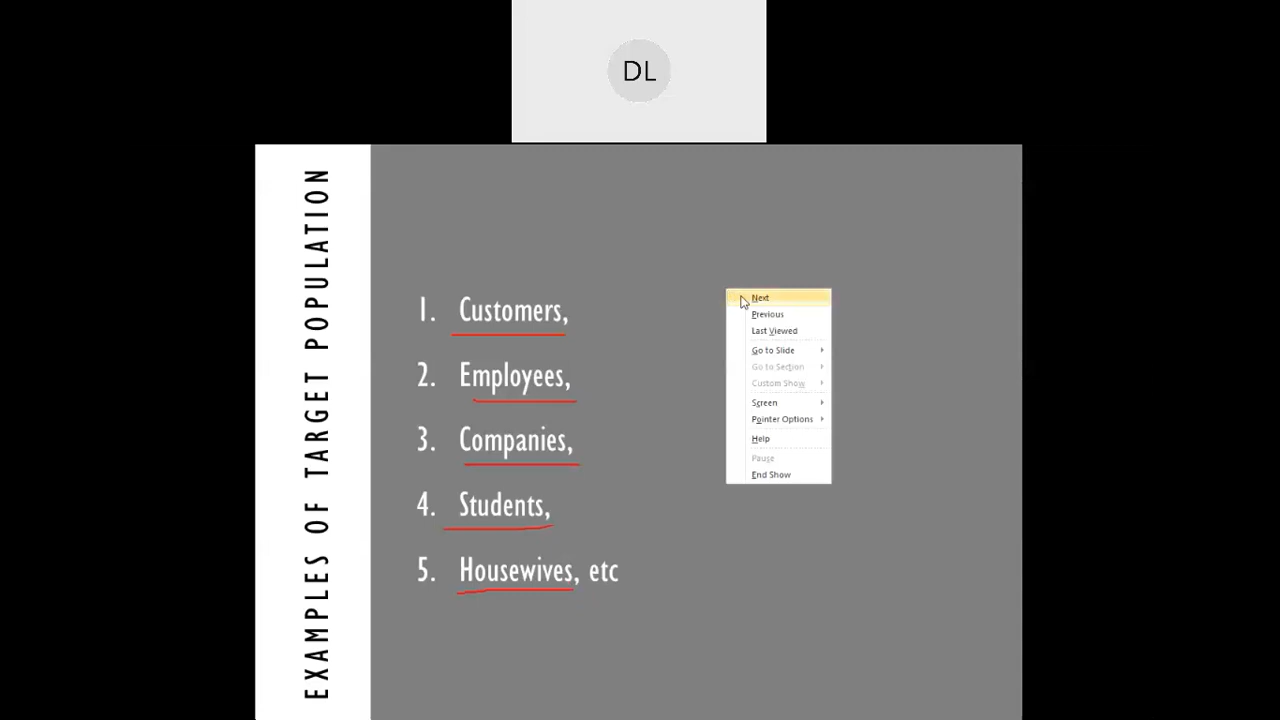 DL
EXAMPLES OF TARGET POPULATION
1. Customers,
2. Employees,
3. Companies,
4. Students,
5. Housewives, etc
Next
Previous
Last Viewed
Go to Slide
Go to Section
Custom Show
Screen
Pointer Options
Help
Pause
End Show